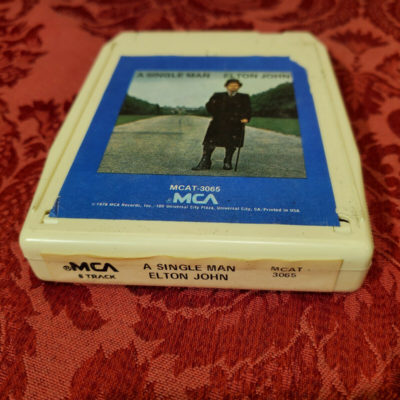 A SINGLE MAN ELTON JOHN
MCAT-3065
MCA
© 1978 MCA Records, Inc., 100 Universal City Plaza, Universal City, CA/Printed in USA
MCA A SINGLE MAN MCAT-
8 TRACK ELTON JOHN 3065